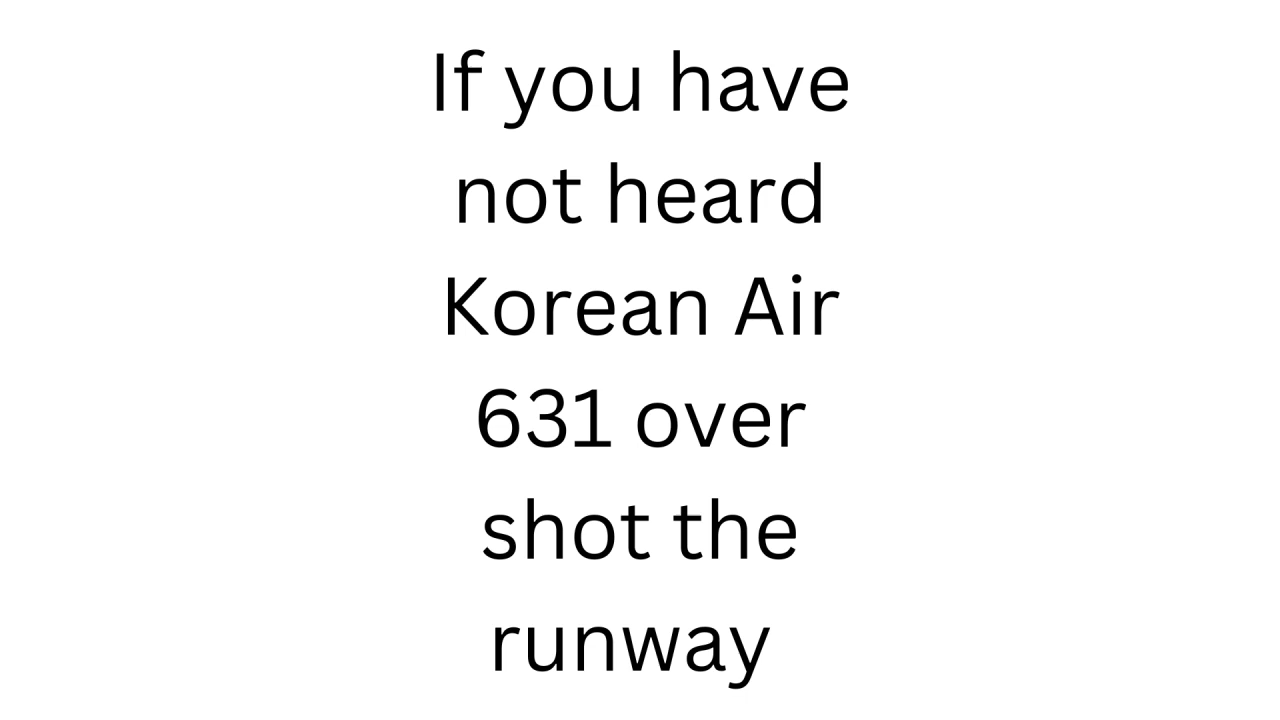 If you have
not heard
Korean Air
631 over
shot the
runway